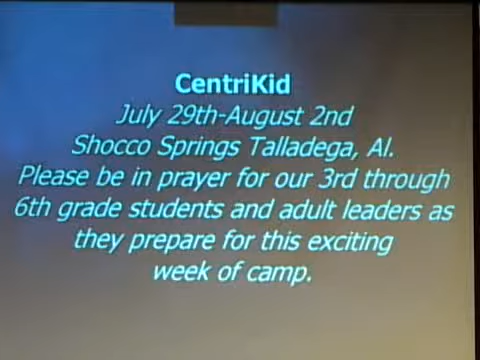 CentriKid
July 29th-August 2nd
Shocco Springs Talladega, Al.
Please be in prayer for our 3rd through
6th grade students and adult leaders as
they prepare for this exciting
week of camp.